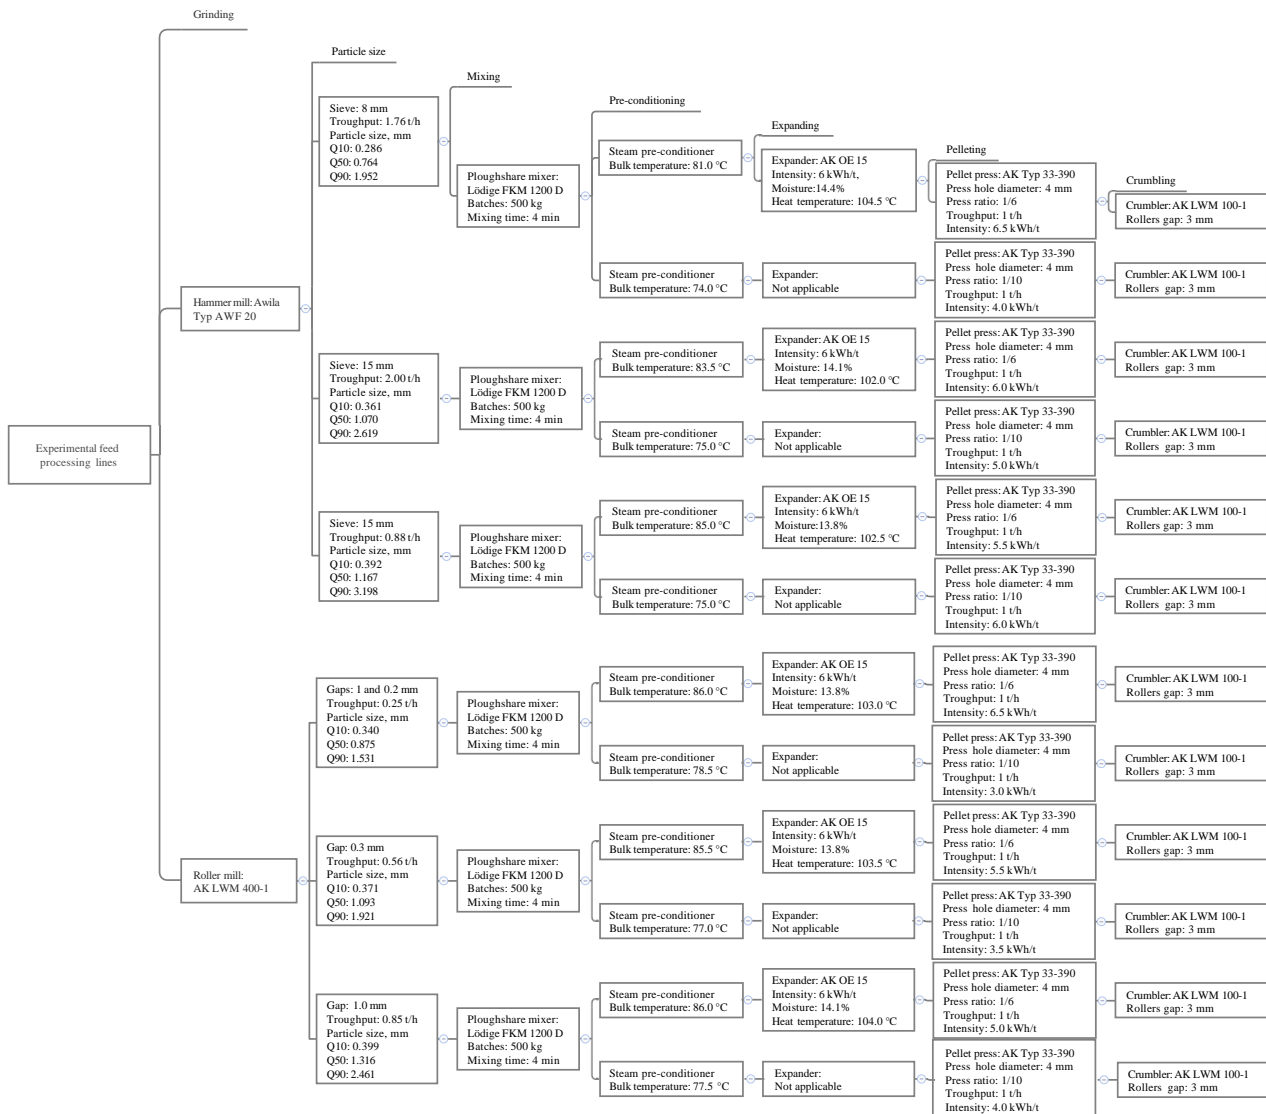 Grinding
Particle size
Mixing
Pre-conditioning
Expanding
Pelleting
Crumbling
Experimental feed
processing lines
Hammer mill: Awila
Typ AWF 20
Sieve: 8 mm
Troughput: 1.76 t/h
Particle size, mm
Q10: 0.286
Q50: 0.764
Q90: 1.952
Ploughshare mixer:
Lödige FKM 1200 D
Batches: 500 kg
Mixing time: 4 min
Steam pre-conditioner
Bulk temperature: 81.0 °C
Expander: AK OE 15
Intensity: 6 kWh/t,
Moisture:14.4%
Heat temperature: 104.5 °C
Pellet press: AK Typ 33-390
Press hole diameter: 4 mm
Press ratio: 1/6
Troughput: 1 t/h
Intensity: 6.5 kWh/t
Crumbler: AK LWM 100-1
Rollers gap: 3 mm
Steam pre-conditioner
Bulk temperature: 74.0 °C
Expander:
Not applicable
Pellet press: AK Typ 33-390
Press hole diameter: 4 mm
Press ratio: 1/10
Troughput: 1 t/h
Intensity: 4.0 kWh/t
Crumbler: AK LWM 100-1
Rollers gap: 3 mm
Sieve: 15 mm
Troughput: 2.00 t/h
Particle size, mm
Q10: 0.361
Q50: 1.070
Q90: 2.619
Ploughshare mixer:
Lödige FKM 1200 D
Batches: 500 kg
Mixing time: 4 min
Steam pre-conditioner
Bulk temperature: 83.5 °C
Expander: AK OE 15
Intensity: 6 kWh/t
Moisture: 14.1%
Heat temperature: 102.0 °C
Pellet press: AK Typ 33-390
Press hole diameter: 4 mm
Press ratio: 1/6
Troughput: 1 t/h
Intensity: 6.0 kWh/t
Crumbler: AK LWM 100-1
Rollers gap: 3 mm
Steam pre-conditioner
Bulk temperature: 75.0 °C
Expander:
Not applicable
Pellet press: AK Typ 33-390
Press hole diameter: 4 mm
Press ratio: 1/10
Troughput: 1 t/h
Intensity: 5.0 kWh/t
Crumbler: AK LWM 100-1
Rollers gap: 3 mm
Sieve: 15 mm
Troughput: 0.88 t/h
Particle size, mm
Q10: 0.392
Q50: 1.167
Q90: 3.198
Ploughshare mixer:
Lödige FKM 1200 D
Batches: 500 kg
Mixing time: 4 min
Steam pre-conditioner
Bulk temperature: 85.0 °C
Expander: AK OE 15
Intensity: 6 kWh/t
Moisture:13.8%
Heat temperature: 102.5 °C
Pellet press: AK Typ 33-390
Press hole diameter: 4 mm
Press ratio: 1/6
Troughput: 1 t/h
Intensity: 5.5 kWh/t
Crumbler: AK LWM 100-1
Rollers gap: 3 mm
Steam pre-conditioner
Bulk temperature: 75.0 °C
Expander:
Not applicable
Pellet press: AK Typ 33-390
Press hole diameter: 4 mm
Press ratio: 1/10
Troughput: 1 t/h
Intensity: 6.0 kWh/t
Crumbler: AK LWM 100-1
Rollers gap: 3 mm
Roller mill:
AK LWM 400-1
Gaps: 1 and 0.2 mm
Troughput: 0.25 t/h
Particle size, mm
Q10: 0.340
Q50: 0.875
Q90: 1.531
Ploughshare mixer:
Lödige FKM 1200 D
Batches: 500 kg
Mixing time: 4 min
Steam pre-conditioner
Bulk temperature: 86.0 °C
Expander: AK OE 15
Intensity: 6 kWh/t
Moisture: 13.8%
Heat temperature: 103.0 °C
Pellet press: AK Typ 33-390
Press hole diameter: 4 mm
Press ratio: 1/6
Troughput: 1 t/h
Intensity: 6.5 kWh/t
Crumbler: AK LWM 100-1
Rollers gap: 3 mm
Steam pre-conditioner
Bulk temperature: 78.5 °C
Expander:
Not applicable
Pellet press: AK Typ 33-390
Press hole diameter: 4 mm
Press ratio: 1/10
Troughput: 1 t/h
Intensity: 3.0 kWh/t
Crumbler: AK LWM 100-1
Rollers gap: 3 mm
Gap: 0.3 mm
Troughput: 0.56 t/h
Particle size, mm
Q10: 0.371
Q50: 1.093
Q90: 1.921
Ploughshare mixer:
Lödige FKM 1200 D
Batches: 500 kg
Mixing time: 4 min
Steam pre-conditioner
Bulk temperature: 85.5 °C
Expander: AK OE 15
Intensity: 6 kWh/t
Moisture: 13.8%
Heat temperature: 103.5 °C
Pellet press: AK Typ 33-390
Press hole diameter: 4 mm
Press ratio: 1/6
Troughput: 1 t/h
Intensity: 5.5 kWh/t
Crumbler: AK LWM 100-1
Rollers gap: 3 mm
Steam pre-conditioner
Bulk temperature: 77.0 °C
Expander:
Not applicable
Pellet press: AK Typ 33-390
Press hole diameter: 4 mm
Press ratio: 1/10
Troughput: 1 t/h
Intensity: 3.5 kWh/t
Crumbler: AK LWM 100-1
Rollers gap: 3 mm
Gap: 1.0 mm
Troughput: 0.85 t/h
Particle size, mm
Q10: 0.399
Q50: 1.316
Q90: 2.461
Ploughshare mixer:
Lödige FKM 1200 D
Batches: 500 kg
Mixing time: 4 min
Steam pre-conditioner
Bulk temperature: 86.0 °C
Expander: AK OE 15
Intensity: 6 kWh/t
Moisture: 14.1%
Heat temperature: 104.0 °C
Pellet press: AK Typ 33-390
Press hole diameter: 4 mm
Press ratio: 1/6
Troughput: 1 t/h
Intensity: 5.0 kWh/t
Crumbler: AK LWM 100-1
Rollers gap: 3 mm
Steam pre-conditioner
Bulk temperature: 77.5 °C
Expander:
Not applicable
Pellet press: AK Typ 33-390
Press hole diameter: 4 mm
Press ratio: 1/10
Troughput: 1 t/h
Intensity: 4.0 kWh/t
Crumbler: AK LWM 100-1
Rollers gap: 3 mm